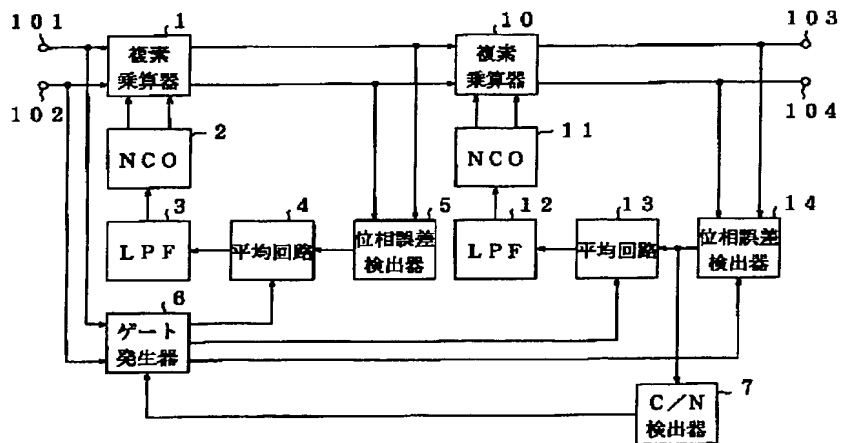 101
1
10
103
複素
乗算器
複素
乗算器
102
104
2
11
NCO
NCO
3
4
5
12
13
14
LPF
平均回路
位相誤差
検出器
LPF
平均回路
位相誤差
検出器
6
ゲート
発生器
7
C/N
検出器